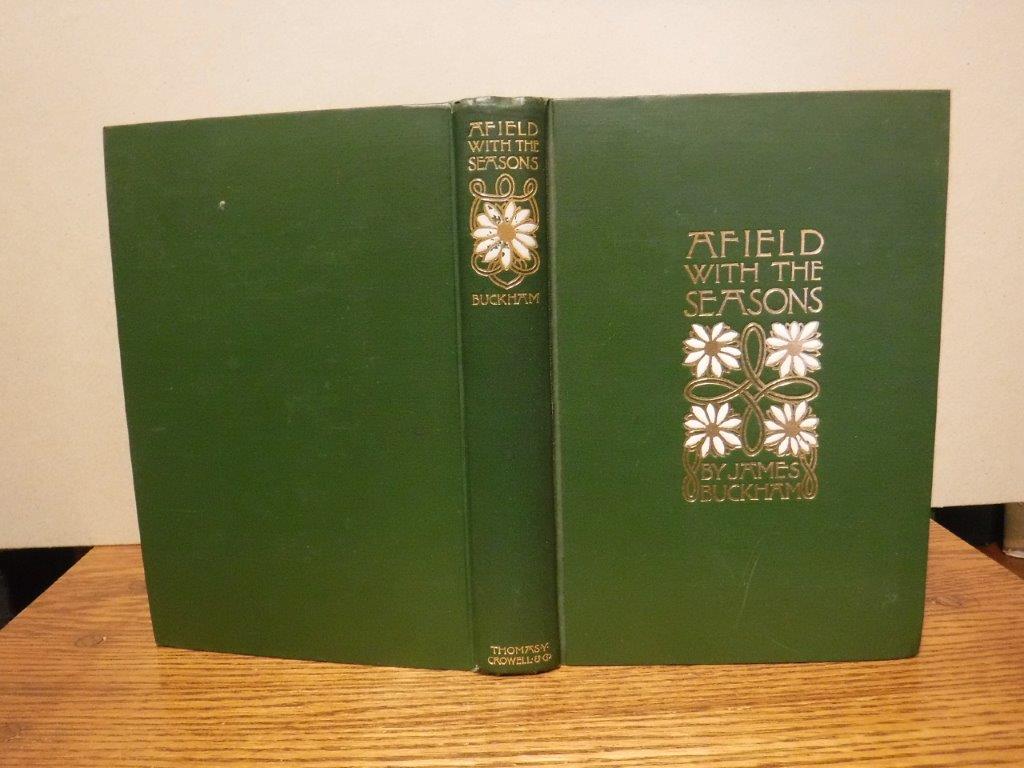 AFIELD
WITH THE
SEASONS
BUCKHAM
THOMAS·Y·
CROWELL·&·CO
AFIELD
WITH THE
SEASONS
BY JAMES
BUCKHAM